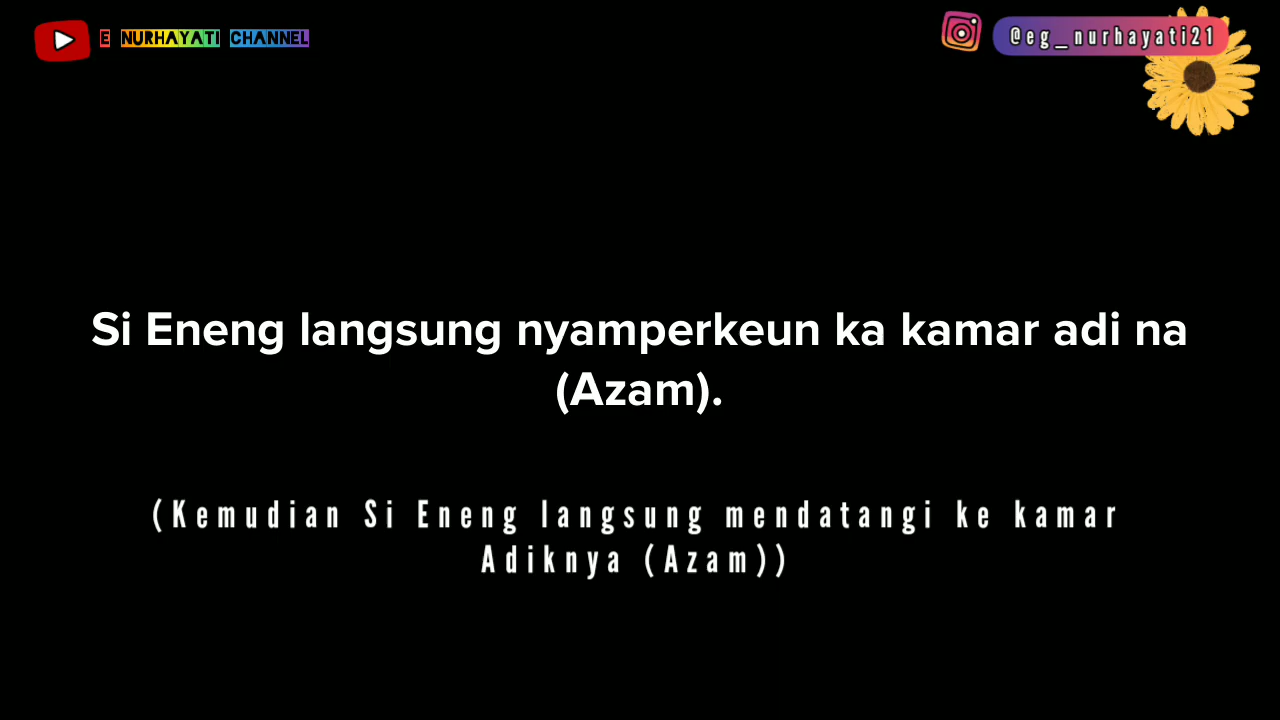 E NURHAYATI CHANNEL
@eg_nurhayati21
Si Eneng langsung nyamperkeun ka kamar adi na
(Azam).
(Kemudian Si Eneng langsung mendatangi ke kamar
Adiknya (Azam))